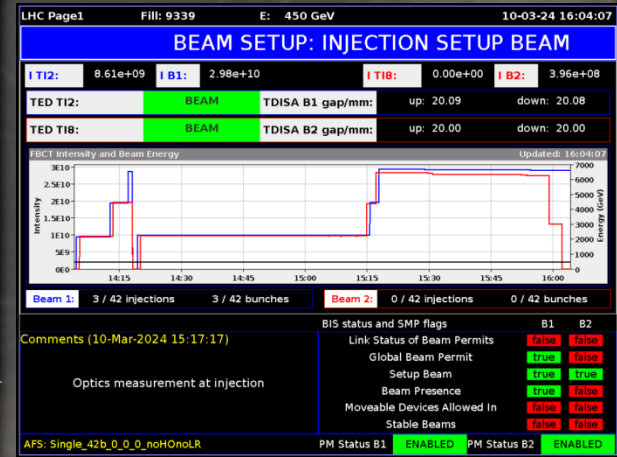 LHC Page1 Fill: 9339 E: 450 GeV 10-03-24 16:04:07
BEAM SETUP: INJECTION SETUP BEAM
I TI2: 8.61e+09 I B1: 2.98e+10 I TI8: 0.00e+00 I B2: 3.96e+08
TED TI2: BEAM TDISA B1 gap/mm: up: 20.09 down: 20.08
TED TI8: BEAM TDISA B2 gap/mm: up: 20.00 down: 20.00
FBCT Intensity and Beam Energy Updated: 16:04:07
3E10 7000
6000
2.5E10
5000
2E10
4000
1.5E10
3000
1E10
2000
5E9
1000
0E0 0
Intensity
Energy (GeV)
14:15 14:30 14:45 15:00 15:15 15:30 15:45 16:00
Beam 1: 3 / 42 injections 3 / 42 bunches Beam 2: 0 / 42 injections 0 / 42 bunches
BIS status and SMP flags B1 B2
Comments (10-Mar-2024 15:17:17)
Optics measurement at injection
Link Status of Beam Permits false false
Global Beam Permit true false
Setup Beam true true
Beam Presence true false
Moveable Devices Allowed In false false
Stable Beams false false
AFS: Single_42b_0_0_0_noHOnoLR PM Status B1 ENABLED PM Status B2 ENABLED